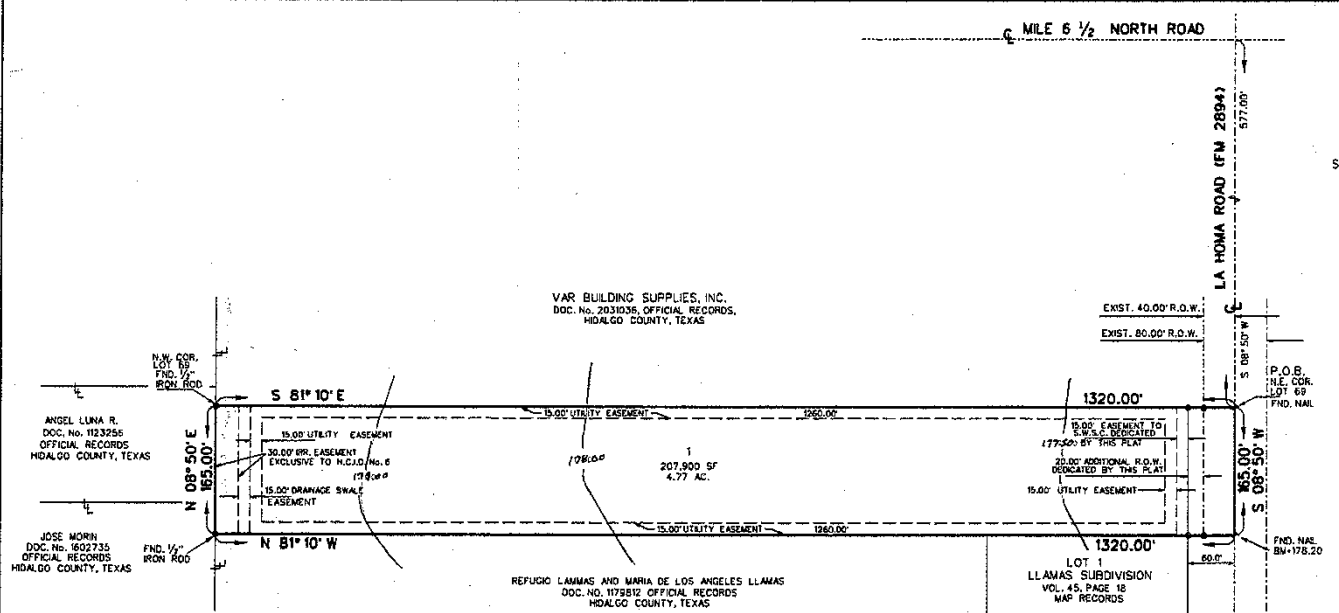 ℄ MILE 6 ½ NORTH ROAD
LA HOMA ROAD (FM 2894)
577.00'
S
VAR BUILDING SUPPLIES, INC.
DOC. No. 2031036, OFFICIAL RECORDS,
HIDALGO COUNTY, TEXAS
EXIST. 40.00' R.O.W.
EXIST. 80.00' R.O.W.
℄
S 08° 50' W
N.W. COR.
LOT 69
FND. ½"
IRON ROD
P.O.B.
N.E. COR.
LOT 69
FND. NAIL
S 81° 10' E
1320.00'
15.00' UTILITY EASEMENT
1260.00'
ANGEL LUNA R.
DOC. No. 1123256
OFFICIAL RECORDS
HIDALGO COUNTY, TEXAS
N 08° 50' E
165.00'
15.00' UTILITY EASEMENT
30.00' IRR. EASEMENT
EXCLUSIVE TO H.C.I.D. No. 6
15.00' DRAINAGE SWALE
EASEMENT
178.00
1
207,900 SF
4.77 AC.
15.00' EASEMENT TO
S.W.S.C. DEDICATED
BY THIS PLAT
177.50
20.00' ADDITIONAL R.O.W.
DEDICATED BY THIS PLAT
15.00' UTILITY EASEMENT
165.00'
S 08° 50' W
15.00' UTILITY EASEMENT
1260.00'
JOSE MORIN
DOC. No. 1602735
OFFICIAL RECORDS
HIDALGO COUNTY, TEXAS
FND. ½"
IRON ROD
N 81° 10' W
1320.00'
60.0'
FND. NAIL
BM=178.20
REFUGIO LAMMAS AND MARIA DE LOS ANGELES LLAMAS
DOC. NO. 1179812 OFFICIAL RECORDS
HIDALGO COUNTY, TEXAS
LOT 1
LLAMAS SUBDIVISION
VOL. 45, PAGE 18
MAP RECORDS